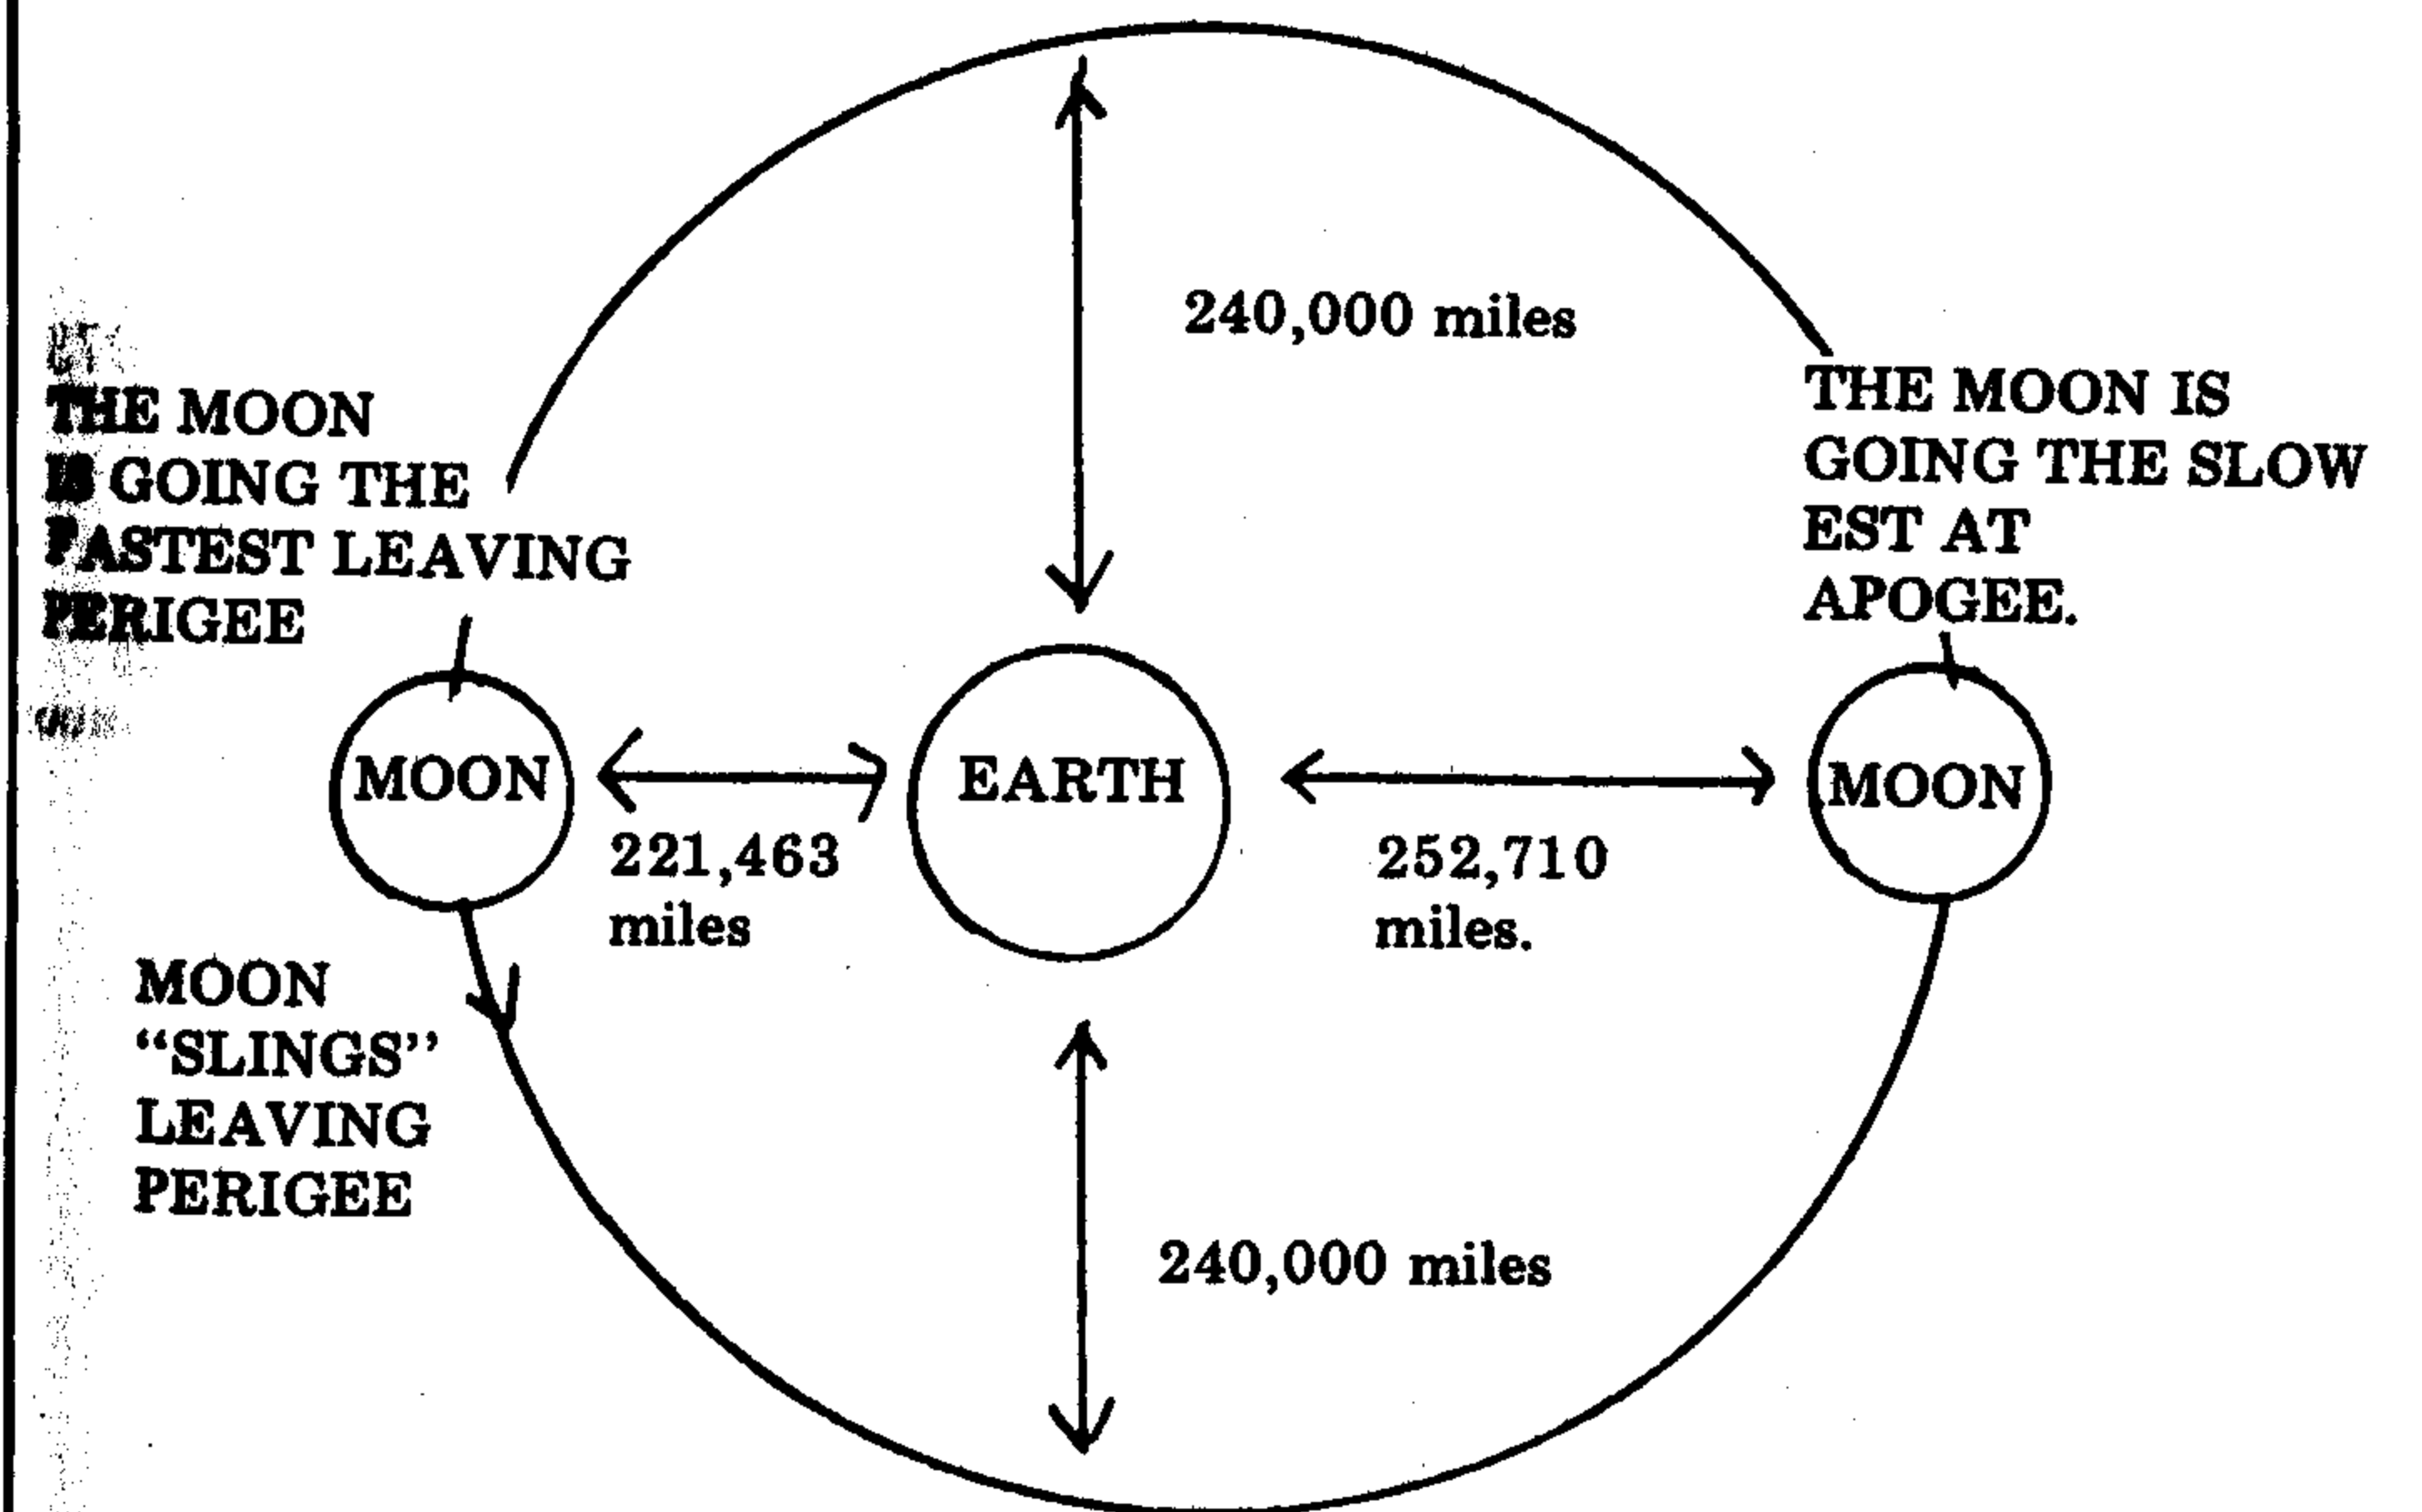 240,000 miles
THE MOON
IS GOING THE
FASTEST LEAVING
PERIGEE
THE MOON IS
GOING THE SLOW
EST AT
APOGEE.
MOON
EARTH
MOON
221,463
miles
252,710
miles.
MOON
“SLINGS”
LEAVING
PERIGEE
240,000 miles